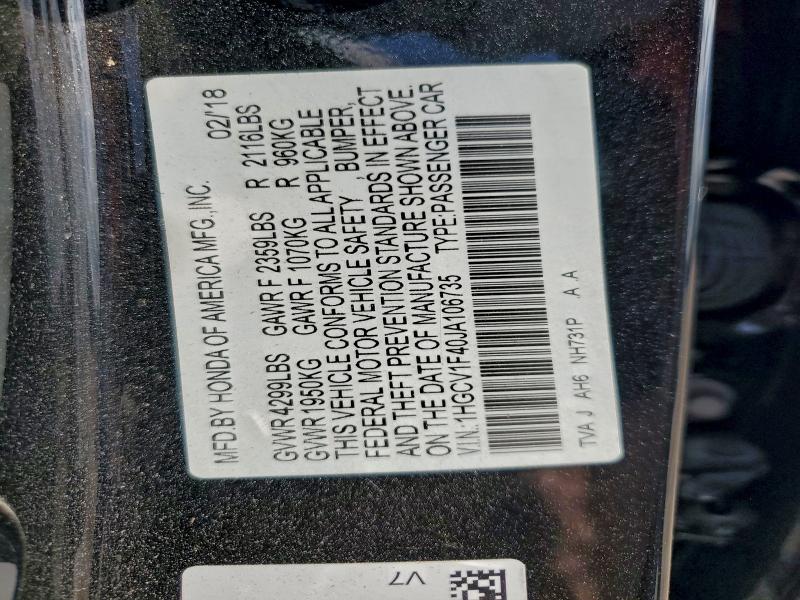 MFD.BY HONDA OF AMERICA MFG.,INC. 02/18
GVWR4299LBS GAWR F 2359LBS R 2116LBS
GVWR1950KG GAWR F 1070KG R 960KG
THIS VEHICLE CONFORMS TO ALL APPLICABLE
FEDERAL MOTOR VEHICLE SAFETY , BUMPER,
AND THEFT PREVENTION STANDARDS IN EFFECT
ON THE DATE OF MANUFACTURE SHOWN ABOVE.
V.I.N.:1HGCV1F40JA106735 TYPE:PASSENGER CAR
TVA J AH6 NH731P A A
V7